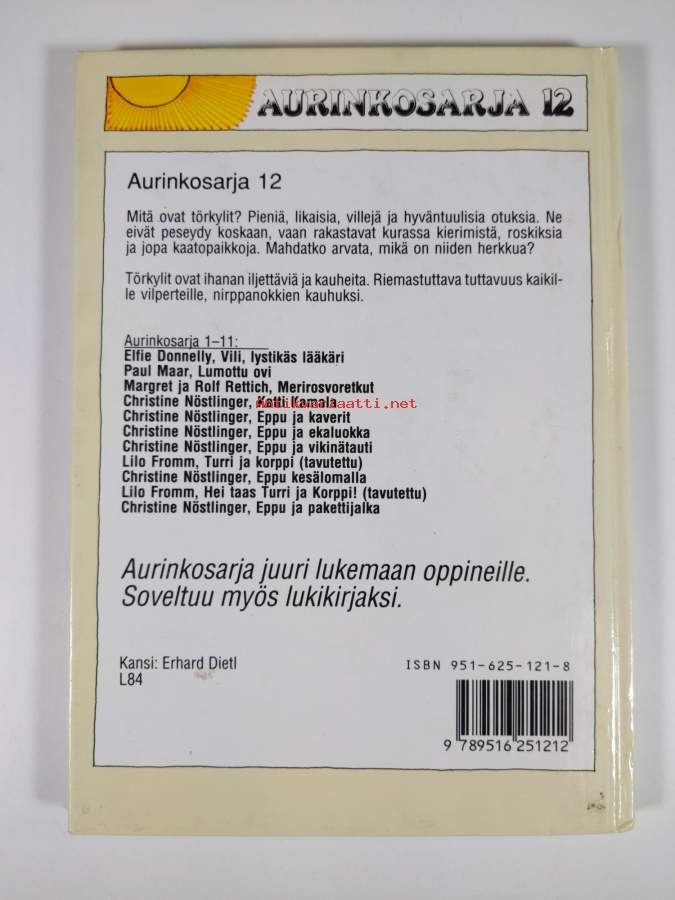 AURINKOSARJA 12
Aurinkosarja 12
Mitä ovat törkylit? Pieniä, likaisia, villejä ja hyväntuulisia otuksia. Ne
eivät peseydy koskaan, vaan rakastavat kurassa kierimistä, roskiksia
ja jopa kaatopaikkoja. Mahdatko arvata, mikä on niiden herkkua?
Törkylit ovat ihanan iljettäviä ja kauheita. Riemastuttava tuttavuus kaikil-
le vilperteille, nirppanokkien kauhuksi.
Aurinkosarja 1–11:
Elfie Donnelly, Vili, lystikäs lääkäri
Paul Maar, Lumottu ovi
Margret ja Rolf Rettich, Merirosvoretkut
Christine Nöstlinger, Katti Kamala
antikvariaatti.net
Christine Nöstlinger, Eppu ja kaverit
Christine Nöstlinger, Eppu ja ekaluokka
Christine Nöstlinger, Eppu ja vikinätauti
Lilo Fromm, Turri ja korppi (tavutettu)
Christine Nöstlinger, Eppu kesälomalla
Lilo Fromm, Hei taas Turri ja Korppi! (tavutettu)
Christine Nöstlinger, Eppu ja pakettijalka
Aurinkosarja juuri lukemaan oppineille.
Soveltuu myös lukikirjaksi.
Kansi: Erhard Dietl
L84
ISBN 951-625-121-8
9 789516 251212